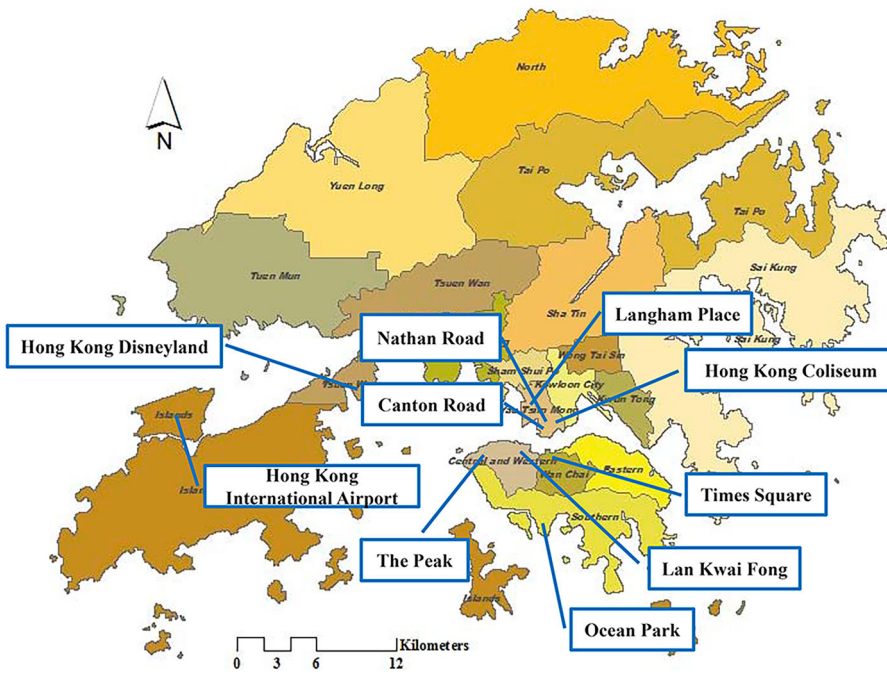 North
N
Tai Po
Yuen Long
Tai Po
Tuen Mun
Tsuen Wan
Sai Kung
Sha Tin
Langham Place
Nathan Road
Hong Kong Disneyland
Sai Kung
Wong Tai Sin
Sham Shui Po
Hong Kong Coliseum
Kowloon City
Canton Road
Kwun Tong
Tsim Mong
Islands
Central and Western
Eastern
Hong Kong
International Airport
Wan Chai
Times Square
Southern
The Peak
Lan Kwai Fong
Islands
Ocean Park
Kilometers
0 3 6 12